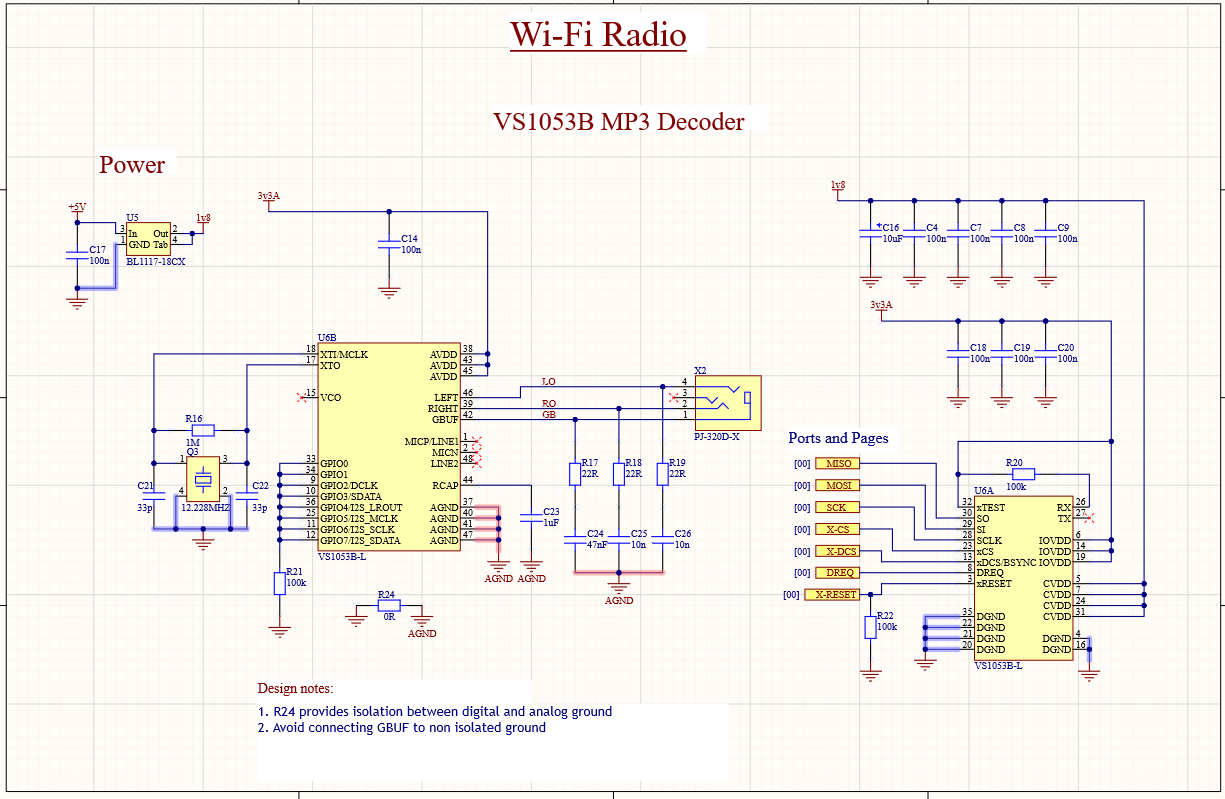 Wi-Fi Radio
VS1053B MP3 Decoder
Power
+5V
U5
1v8
3 In Out 2
1 GND Tab 4
C17
100n
BL1117-18CX
3v3A
C14
100n
1v8
C16
10uF
C4
100n
C7
100n
C8
100n
C9
100n
3v3A
C18
100n
C19
100n
C20
100n
U6B
18 XTI/MCLK
17 XTO
15 VCO
33 GPIO0
34 GPIO1
9 GPIO2/DCLK
10 GPIO3/SDATA
36 GPIO4/I2S_LROUT
25 GPIO5/I2S_MCLK
11 GPIO6/I2S_SCLK
12 GPIO7/I2S_SDATA
AVDD 38
AVDD 43
AVDD 45
LEFT 46
RIGHT 39
GBUF 42
MICP/LINE1 1
MICN 2
LINE2 48
RCAP 44
AGND 37
AGND 40
AGND 41
AGND 47
VS1053B-L
LO
RO
GB
X2
4
3
2
1
PJ-320D-X
R16
1M
Q3
1
3
4
2
12.228MHZ
C21
33p
C22
33p
R17
22R
R18
22R
R19
22R
C23
1uF
C24
47nF
C25
10n
C26
10n
AGND
AGND
AGND
R21
100k
R24
0R
AGND
Ports and Pages
[00] MISO
[00] MOSI
[00] SCK
[00] X-CS
[00] X-DCS
[00] DREQ
[00] X-RESET
R20
100k
U6A
32 xTEST
30 SO
29 SI
28 SCLK
23 xCS
13 xDCS/BSYNC
8 DREQ
3 xRESET
35 DGND
22 DGND
21 DGND
20 DGND
RX 26
TX 27
IOVDD 6
IOVDD 14
IOVDD 19
CVDD 5
CVDD 7
CVDD 24
CVDD 31
DGND 4
DGND 16
VS1053B-L
R22
100k
Design notes:
1. R24 provides isolation between digital and analog ground
2. Avoid connecting GBUF to non isolated ground